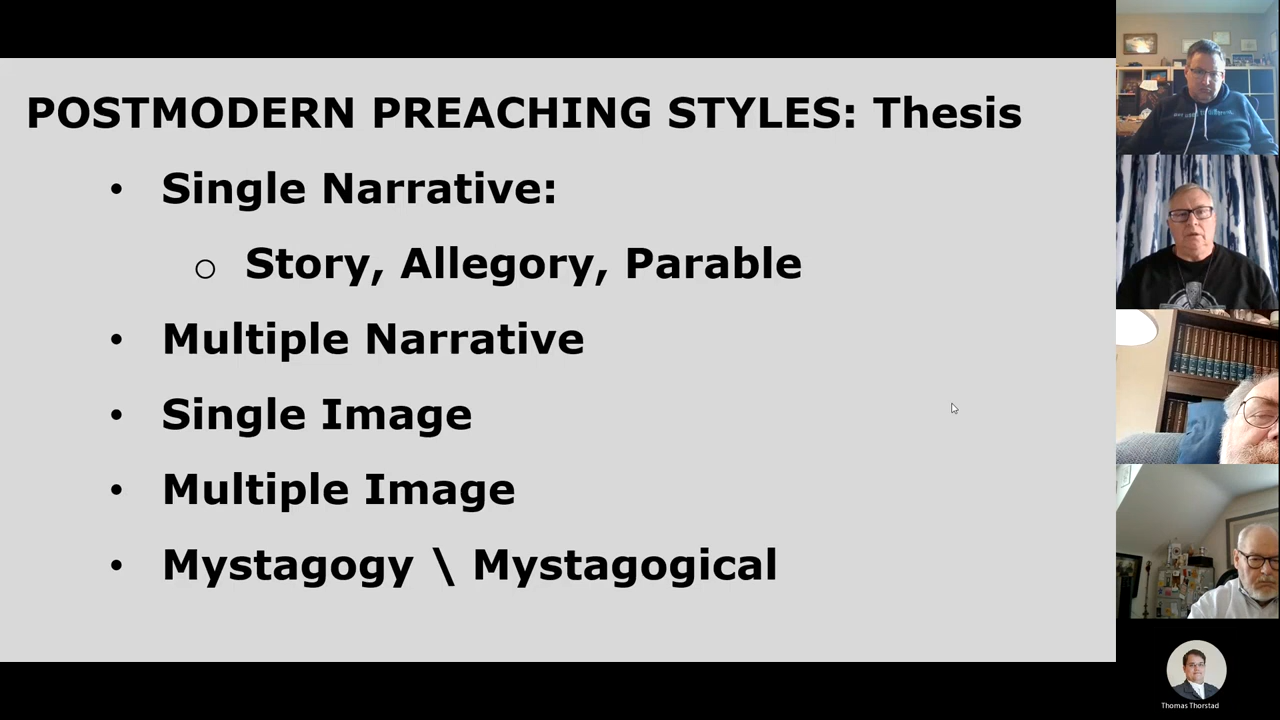 POSTMODERN PREACHING STYLES: Thesis
• Single Narrative:
o Story, Allegory, Parable
• Multiple Narrative
• Single Image
• Multiple Image
• Mystagogy \ Mystagogical
Thomas Thorstad